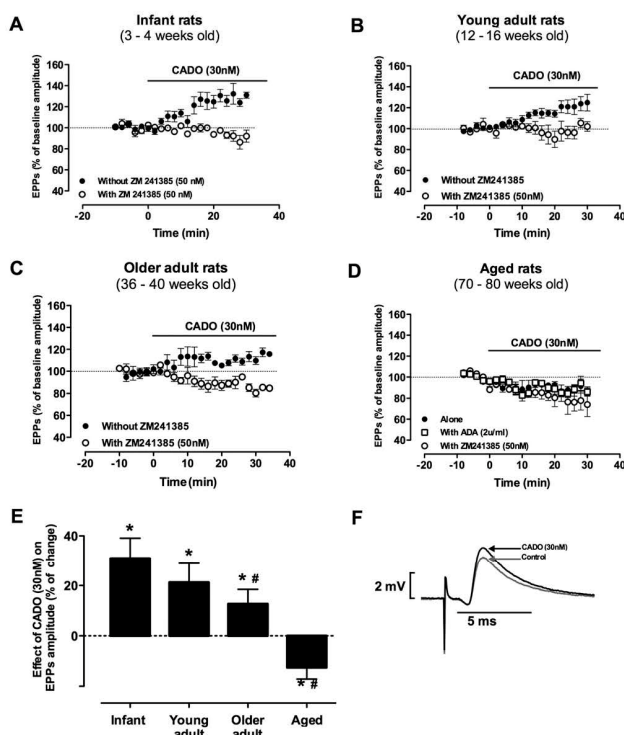 A
Infant rats
(3 - 4 weeks old)
CADO (30nM)
EPPs (% of baseline amplitude)
160
140
120
100
80
60
40
Without ZM 241385 (50 nM)
With ZM 241385 (50 nM)
-20
0
20
40
Time (min)
B
Young adult rats
(12 - 16 weeks old)
CADO (30nM)
EPPs (% of baseline amplitude)
160
140
120
100
80
60
40
Without ZM241385
With ZM241385 (50nM)
-20
-10
0
10
20
30
40
Time (min)
C
Older adult rats
(36 - 40 weeks old)
CADO (30nM)
EPPs (% of baseline amplitude)
160
140
120
100
80
60
40
Without ZM241385
With ZM241385 (50nM)
-20
-10
0
10
20
30
40
Time (min)
D
Aged rats
(70 - 80 weeks old)
CADO (30nM)
EPPs (% of baseline amplitude)
160
140
120
100
80
60
40
Alone
With ADA (2u/ml)
With ZM241385 (50nM)
-20
-10
0
10
20
30
40
Time (min)
E
Effect of CADO (30nM) on
EPPs amplitude (% of change)
40
20
0
*
*
* #
* #
Infant
Young
adult
Older
adult
Aged
F
CADO (30nM)
Control
2 mV
5 ms